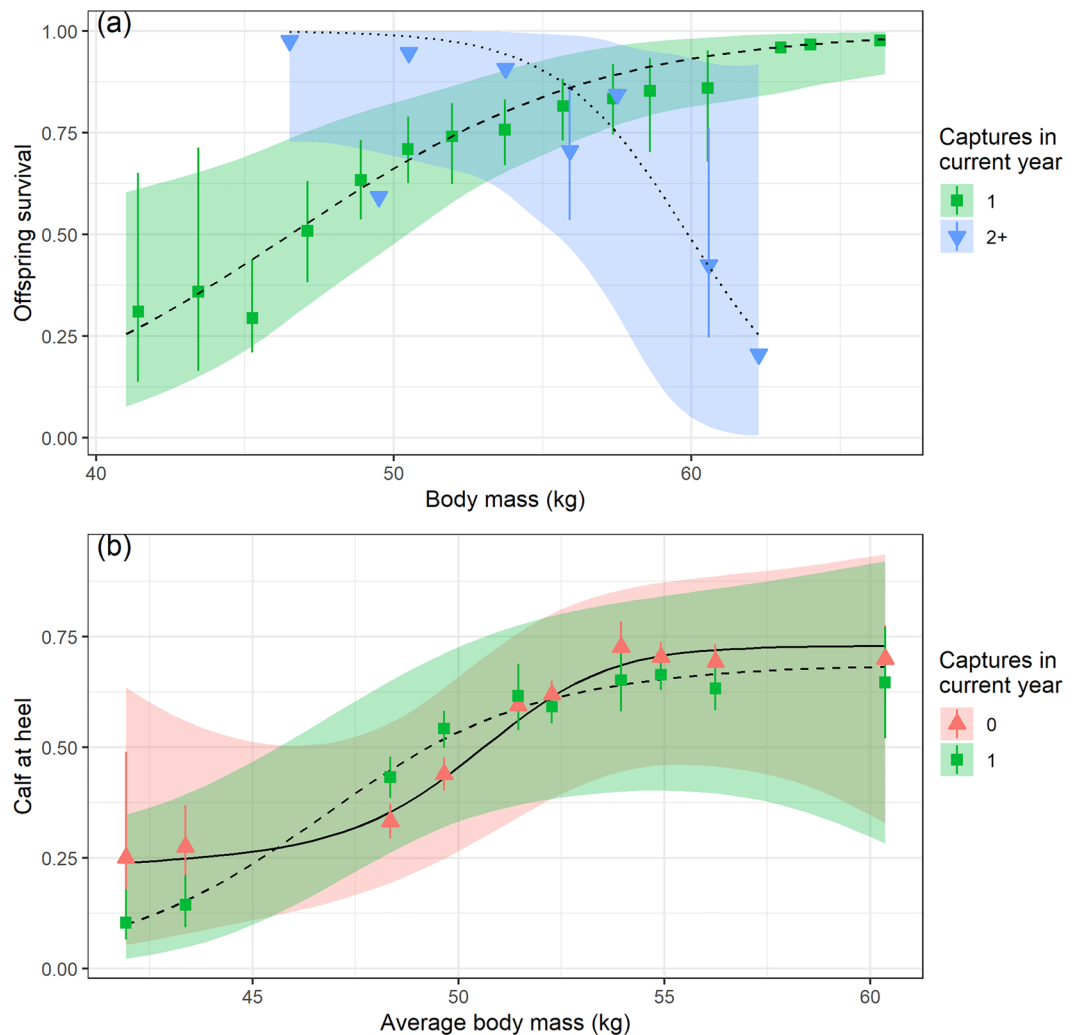 (a)
1.00
0.75
0.50
0.25
0.00
Offspring survival
40
50
60
Body mass (kg)
Captures in
current year
1
2+
(b)
0.75
0.50
0.25
0.00
Calf at heel
45
50
55
60
Average body mass (kg)
Captures in
current year
0
1